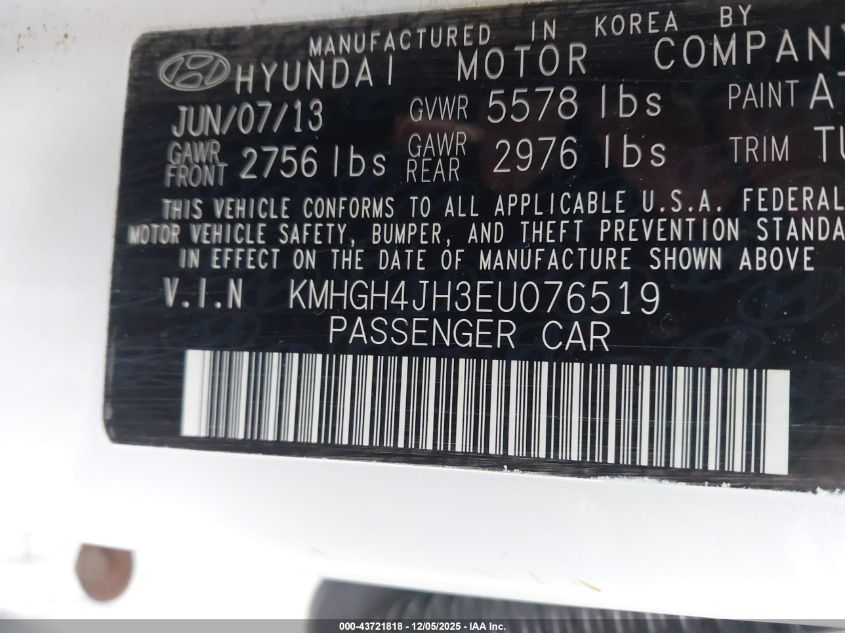 MANUFACTURED IN KOREA BY
HYUNDAI MOTOR COMPANY
JUN/07/13 GVWR 5578 lbs PAINT
GAWR FRONT 2756 lbs GAWR REAR 2976 lbs TRIM
THIS VEHICLE CONFORMS TO ALL APPLICABLE U.S.A. FEDERAL
MOTOR VEHICLE SAFETY, BUMPER, AND THEFT PREVENTION STANDA
IN EFFECT ON THE DATE OF MANUFACTURE SHOWN ABOVE
V.I.N KMHGH4JH3EU076519
PASSENGER CAR
000-43721818 - 12/05/2025 - IAA Inc.